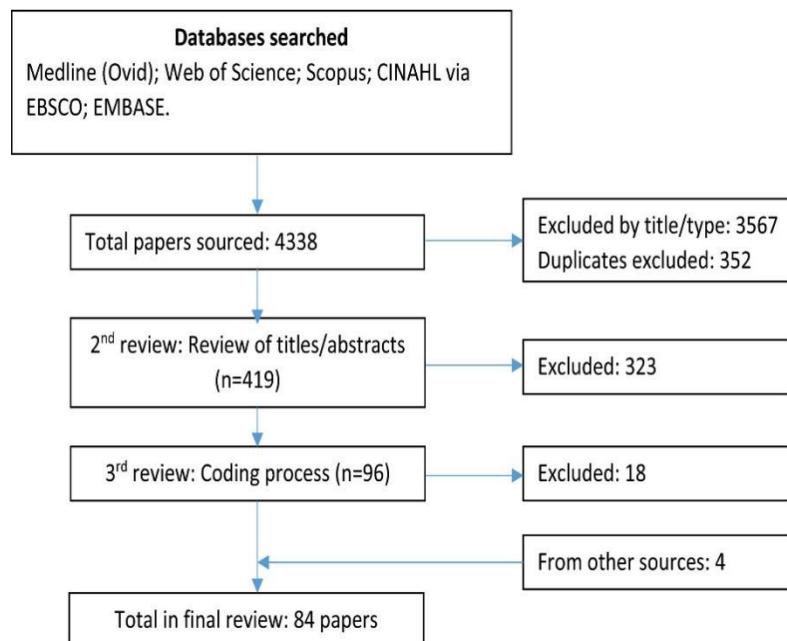 Databases searched
Medline (Ovid); Web of Science; Scopus; CINAHL via
EBSCO; EMBASE.
Total papers sourced: 4338
Excluded by title/type: 3567
Duplicates excluded: 352
2nd review: Review of titles/abstracts
(n=419)
Excluded: 323
3rd review: Coding process (n=96)
Excluded: 18
From other sources: 4
Total in final review: 84 papers